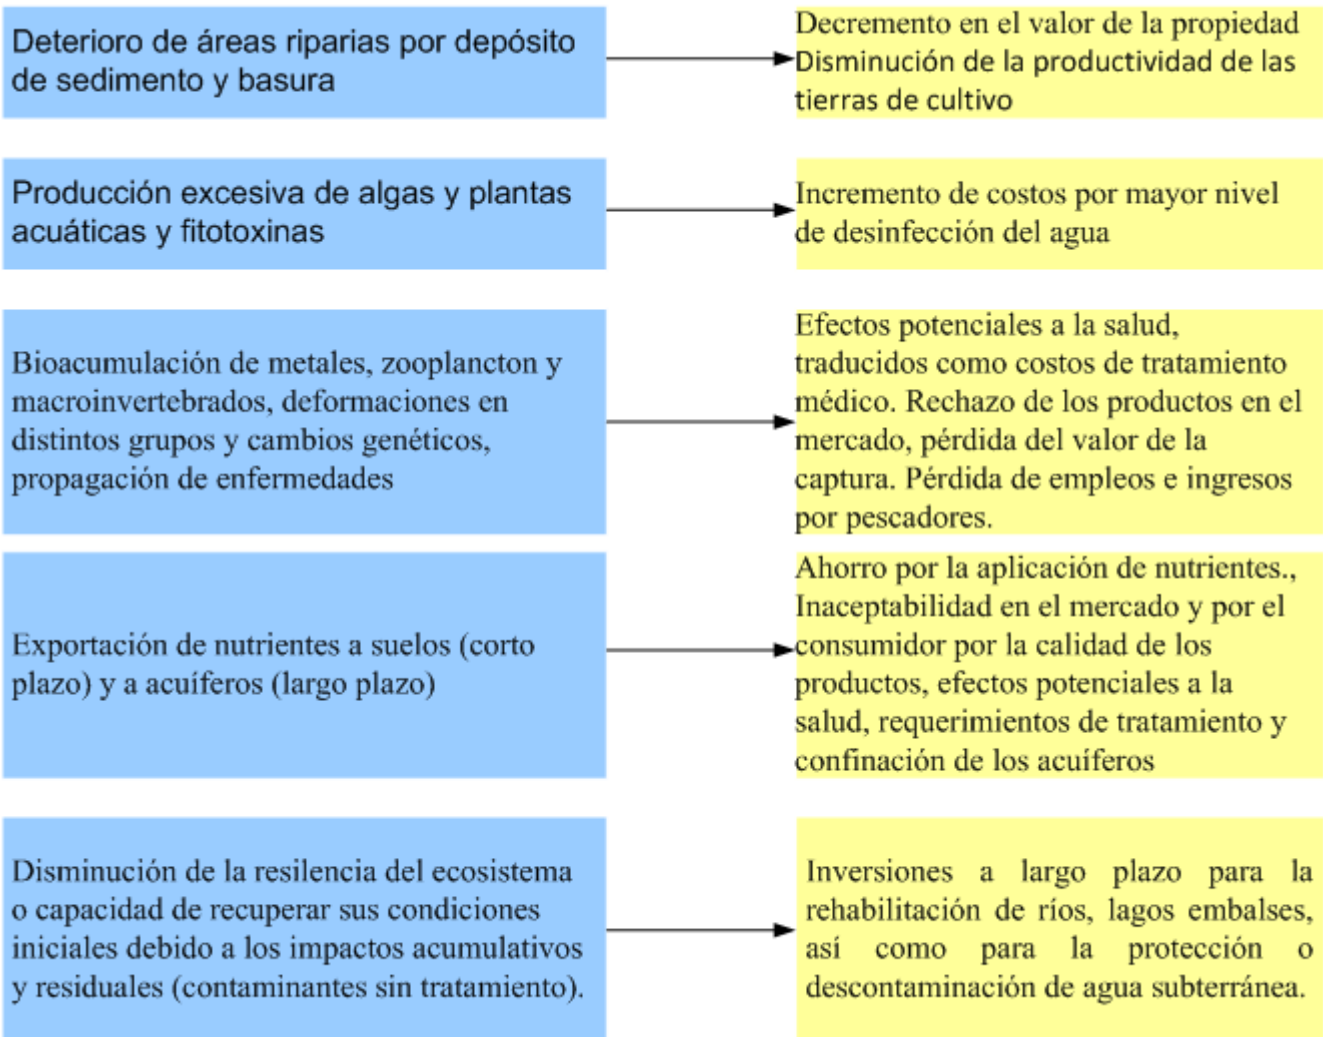 Deterioro de áreas riparias por depósito
de sedimento y basura
Decremento en el valor de la propiedad
Disminución de la productividad de las
tierras de cultivo
Producción excesiva de algas y plantas
acuáticas y fitotoxinas
Incremento de costos por mayor nivel
de desinfección del agua
Bioacumulación de metales, zooplancton y
macroinvertebrados, deformaciones en
distintos grupos y cambios genéticos,
propagación de enfermedades
Efectos potenciales a la salud,
traducidos como costos de tratamiento
médico. Rechazo de los productos en el
mercado, pérdida del valor de la
captura. Pérdida de empleos e ingresos
por pescadores.
Exportación de nutrientes a suelos (corto
plazo) y a acuíferos (largo plazo)
Ahorro por la aplicación de nutrientes.,
Inaceptabilidad en el mercado y por el
consumidor por la calidad de los
productos, efectos potenciales a la
salud, requerimientos de tratamiento y
confinación de los acuíferos
Disminución de la resilencia del ecosistema
o capacidad de recuperar sus condiciones
iniciales debido a los impactos acumulativos
y residuales (contaminantes sin tratamiento).
Inversiones a largo plazo para la
rehabilitación de ríos, lagos embalses,
así como para la protección o
descontaminación de agua subterránea.